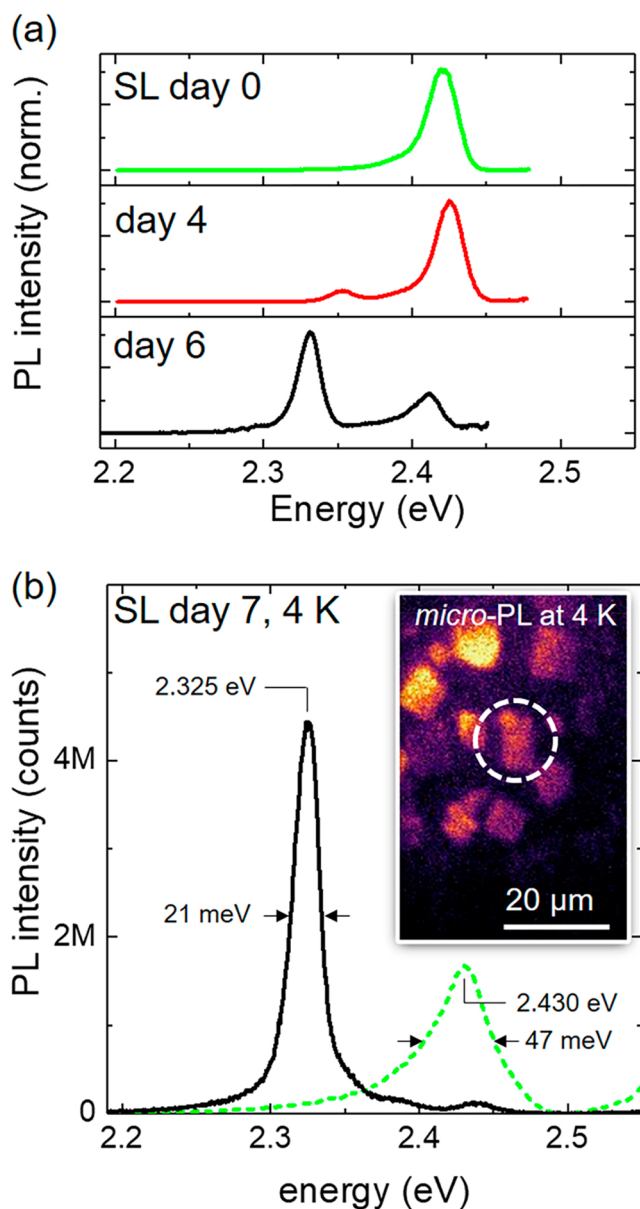 (a)
SL day 0
day 4
day 6
PL intensity (norm.)
2.2 2.3 2.4 2.5
Energy (eV)
(b)
SL day 7, 4 K
micro-PL at 4 K
2.325 eV
4M
21 meV
20 μm
2M
2.430 eV
47 meV
0
PL intensity (counts)
2.2 2.3 2.4 2.5
energy (eV)